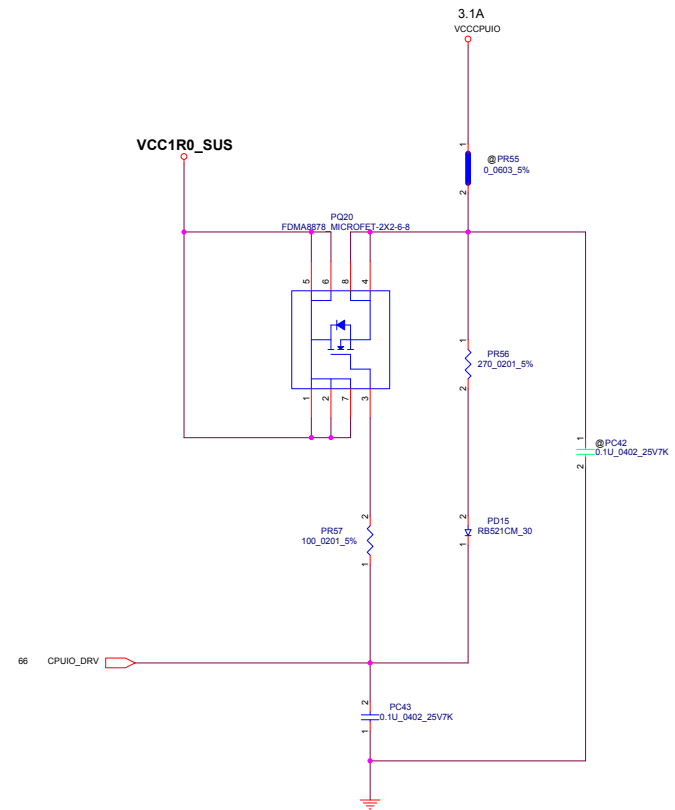 3.1A
VCCCPUIO
VCC1R0_SUS
1
@PR55
0_0603_5%
2
PQ20
FDMA8878_MICROFET-2X2-6-8
5
6
8
4
1
2
7
3
1
PR56
270_0201_5%
2
1
@PC42
0.1U_0402_25V7K
2
2
PR57
100_0201_5%
1
2
PD15
RB521CM_30
1
66 CPUIO_DRV
2
PC43
0.1U_0402_25V7K
1